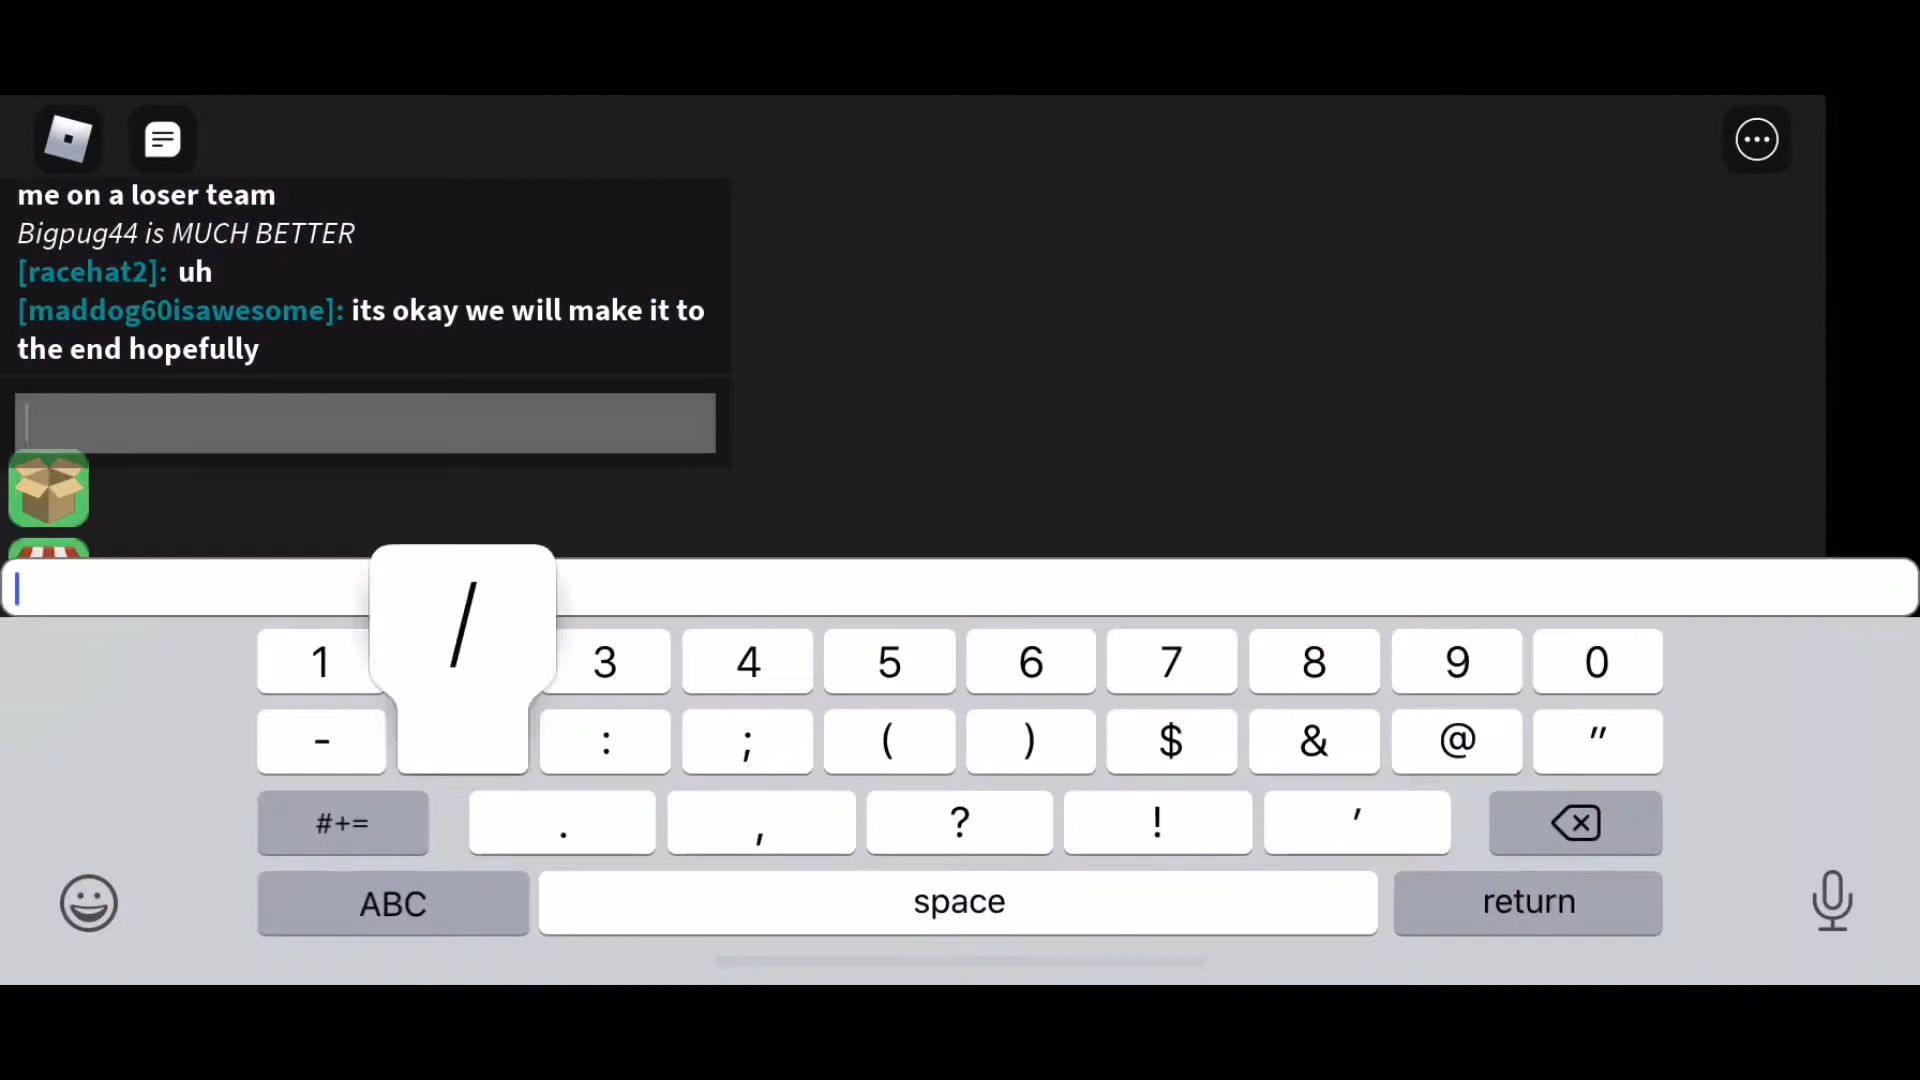 me on a loser team
Bigpug44 is MUCH BETTER
[racehat2]: uh
[maddog60isawesome]: its okay we will make it to
the end hopefully
/
1 3 4 5 6 7 8 9 0
- : ; ( ) $ & @ "
#+= . , ? ! '
ABC space return